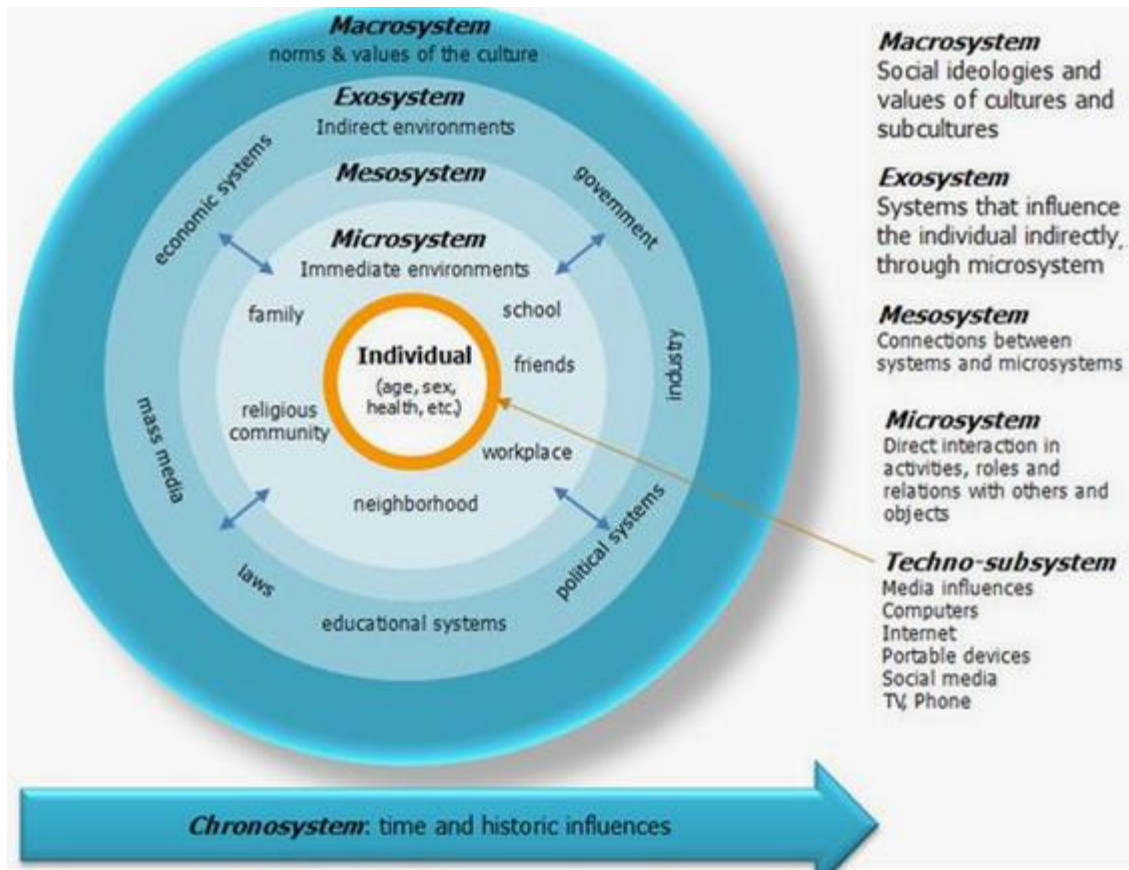 Macrosystem
norms & values of the culture
Exosystem
Indirect environments
Mesosystem
Microsystem
Immediate environments
economic systems
government
family
school
Individual
(age, sex,
health, etc.)
friends
industry
religious
community
workplace
mass media
neighborhood
political systems
laws
educational systems
Macrosystem
Social ideologies and
values of cultures and
subcultures
Exosystem
Systems that influence
the individual indirectly,
through microsystem
Mesosystem
Connections between
systems and microsystems
Microsystem
Direct interaction in
activities, roles and
relations with others and
objects
Techno-subsystem
Media influences
Computers
Internet
Portable devices
Social media
TV, Phone
Chronosystem: time and historic influences